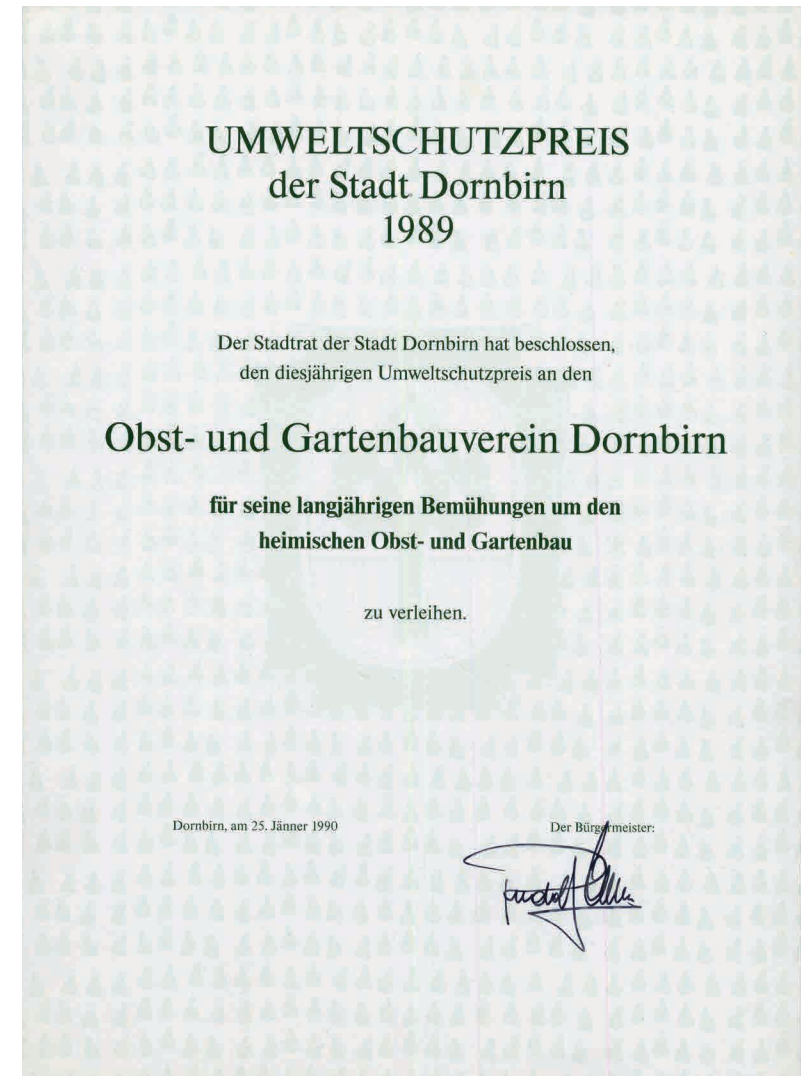 UMWELTSCHUTZPREIS
der Stadt Dornbirn
1989
Der Stadtrat der Stadt Dornbirn hat beschlossen,
den diesjährigen Umweltschutzpreis an den
Obst- und Gartenbauverein Dornbirn
für seine langjährigen Bemühungen um den
heimischen Obst- und Gartenbau
zu verleihen.
Dornbirn, am 25. Jänner 1990
Der Bürgermeister: